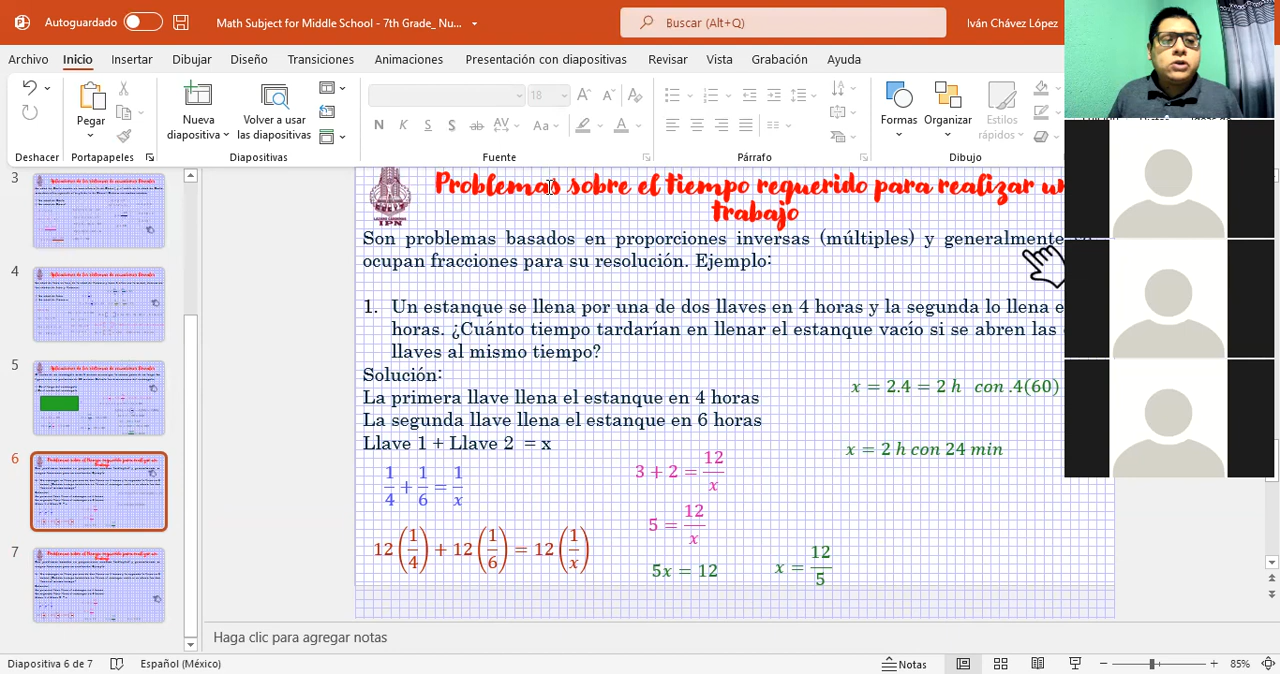 Autoguardado
Math Subject for Middle School - 7th Grade_ Nu...
Buscar (Alt+Q)
Iván Chávez López
Archivo Inicio Insertar Dibujar Diseño Transiciones Animaciones Presentación con diapositivas Revisar Vista Grabación Ayuda
Pegar
Nueva diapositiva
Volver a usar las diapositivas
18
N K S S ab AV Aa A
Formas Organizar Estilos rápidos
Deshacer Portapapeles Diapositivas Fuente Párrafo Dibujo
3
4
5
6
7
IPN
Problemas sobre el tiempo requerido para realizar un
trabajo
Son problemas basados en proporciones inversas (múltiples) y generalmente
ocupan fracciones para su resolución. Ejemplo:
1. Un estanque se llena por una de dos llaves en 4 horas y la segunda lo llena
horas. ¿Cuánto tiempo tardarían en llenar el estanque vacío si se abren las
llaves al mismo tiempo?
Solución:
La primera llave llena el estanque en 4 horas
La segunda llave llena el estanque en 6 horas
Llave 1 + Llave 2 = x
1/4 + 1/6 = 1/x
12(1/4) + 12(1/6) = 12(1/x)
3 + 2 = 12/x
5 = 12/x
5x = 12
x = 12/5
x = 2.4 = 2 h con .4(60)
x = 2 h con 24 min
Haga clic para agregar notas
Diapositiva 6 de 7 Español (México) Notas 85%